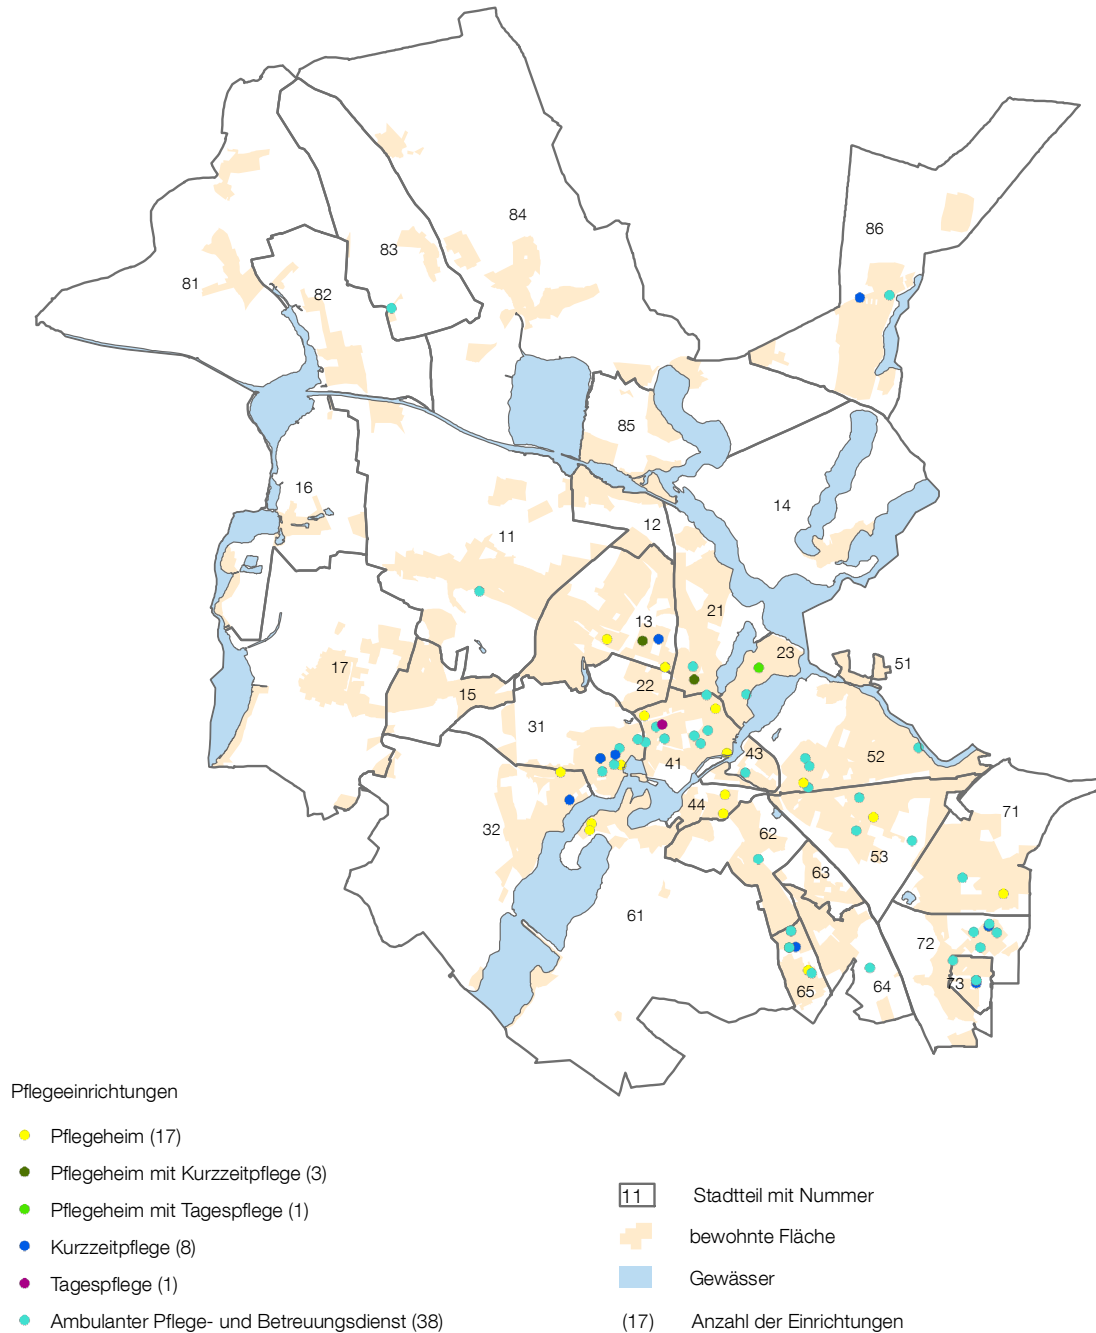 84
86
83
81
82
85
16
14
11
12
21
13
23
51
17
22
15
31
52
43
41
71
44
32
62
53
63
61
72
73
64
65
Pflegeeinrichtungen
Pflegeheim (17)
Pflegeheim mit Kurzzeitpflege (3)
Pflegeheim mit Tagespflege (1)
Kurzzeitpflege (8)
Tagespflege (1)
Ambulanter Pflege- und Betreuungsdienst (38)
11 Stadtteil mit Nummer
bewohnte Fläche
Gewässer
(17) Anzahl der Einrichtungen